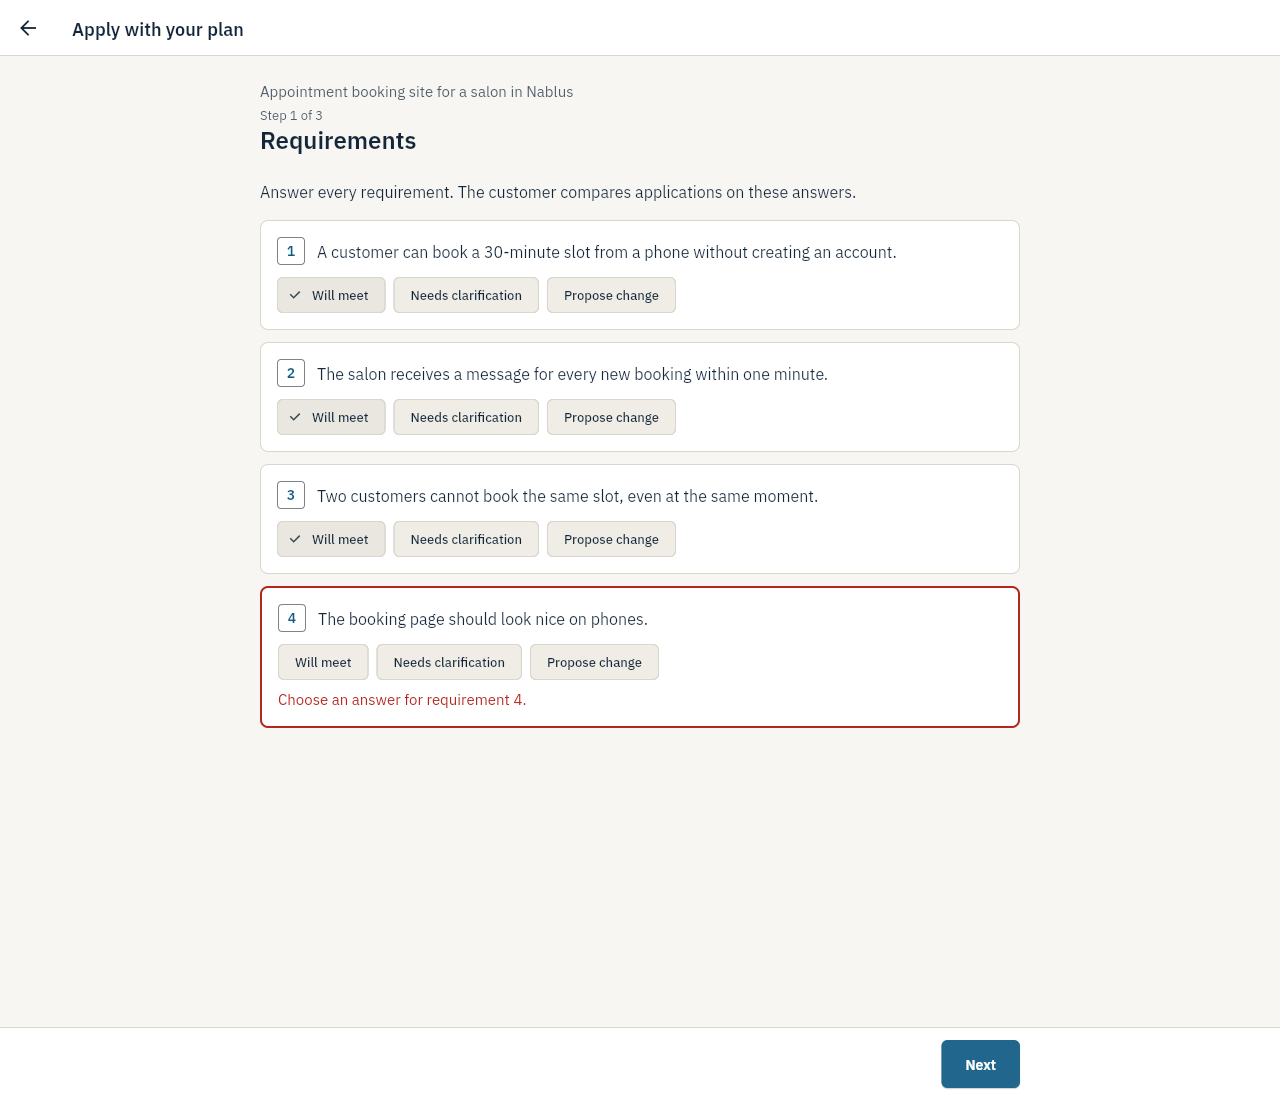 Apply with your plan
Appointment booking site for a salon in Nablus
Step 1 of 3
Requirements
Answer every requirement. The customer compares applications on these answers.
1 A customer can book a 30-minute slot from a phone without creating an account.
Will meet Needs clarification Propose change
2 The salon receives a message for every new booking within one minute.
Will meet Needs clarification Propose change
3 Two customers cannot book the same slot, even at the same moment.
Will meet Needs clarification Propose change
4 The booking page should look nice on phones.
Will meet Needs clarification Propose change
Choose an answer for requirement 4.
Next